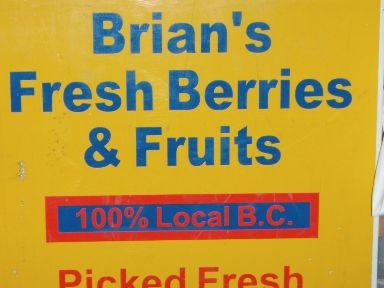 Brian's
Fresh Berries
& Fruits
100% Local B.C.
Picked Fresh